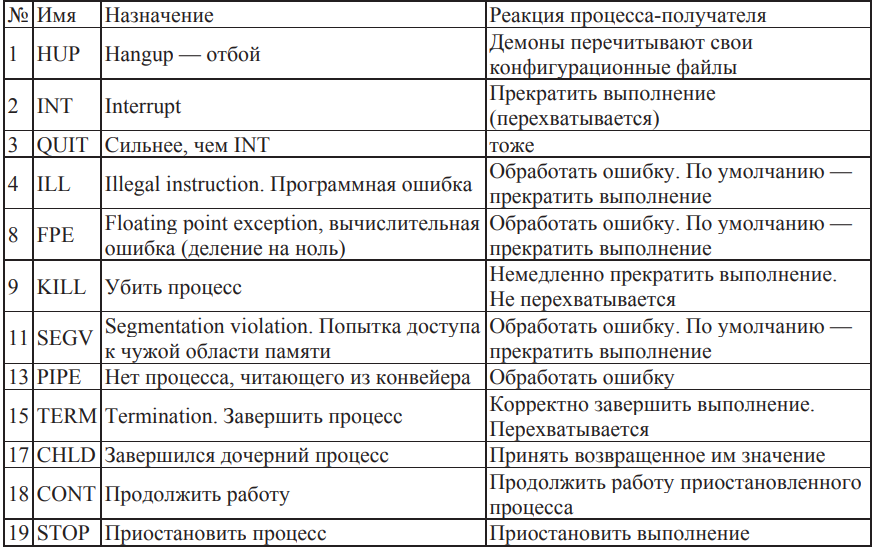 № Имя Назначение Реакция процесса-получателя
1 HUP Hangup — отбой Демоны перечитывают свои
конфигурационные файлы
2 INT Interrupt Прекратить выполнение
(перехватывается)
3 QUIT Сильнее, чем INT тоже
4 ILL Illegal instruction. Программная ошибка Обработать ошибку. По умолчанию —
прекратить выполнение
8 FPE Floating point exception, вычислительная
ошибка (деление на ноль) Обработать ошибку. По умолчанию —
прекратить выполнение
9 KILL Убить процесс Немедленно прекратить выполнение.
Не перехватывается
11 SEGV Segmentation violation. Попытка доступа
к чужой области памяти Обработать ошибку. По умолчанию —
прекратить выполнение
13 PIPE Нет процесса, читающего из конвейера Обработать ошибку
15 TERM Termination. Завершить процесс Корректно завершить выполнение.
Перехватывается
17 CHLD Завершился дочерний процесс Принять возвращенное им значение
18 CONT Продолжить работу Продолжить работу приостановленного
процесса
19 STOP Приостановить процесс Приостановить выполнение